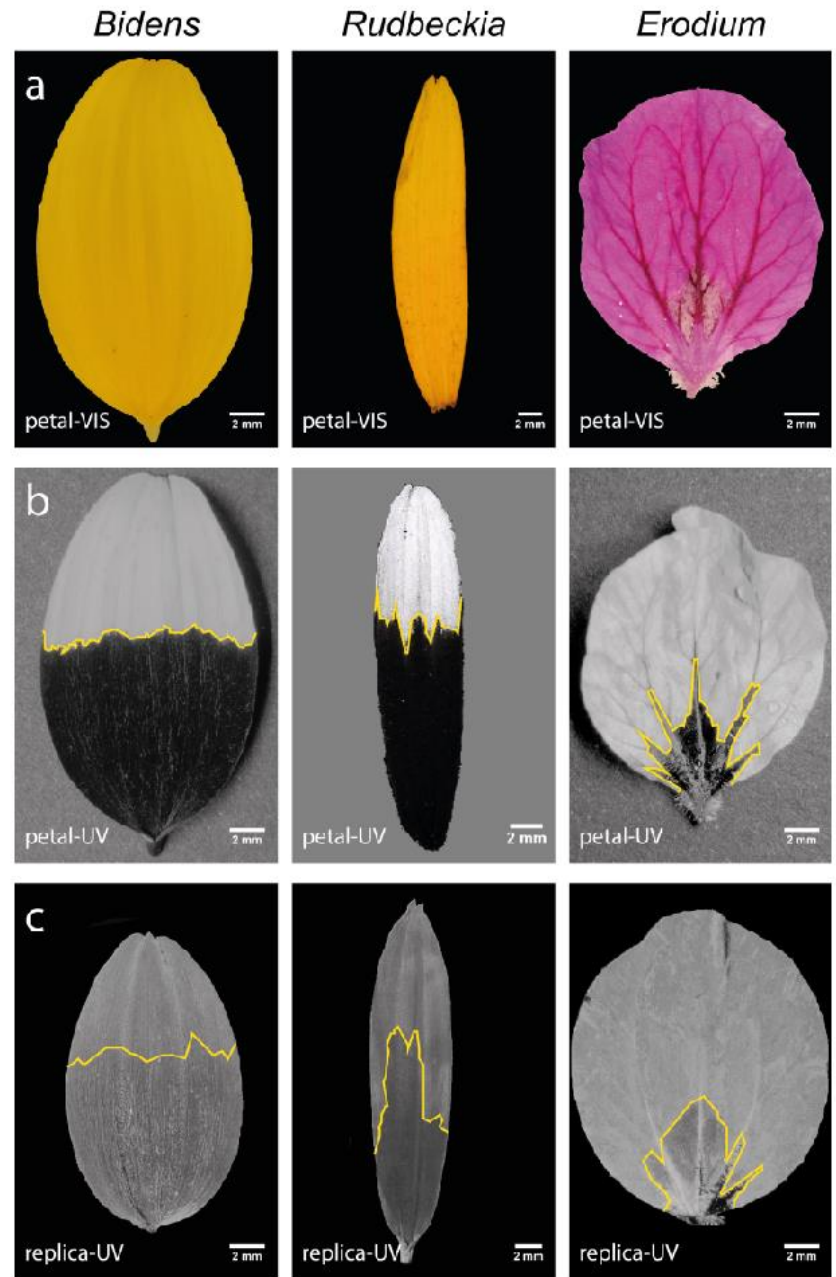 Bidens Rudbeckia Erodium
a
petal-VIS 2 mm petal-VIS 2 mm petal-VIS 2 mm
b
petal-UV 2 mm petal-UV 2 mm petal-UV 2 mm
c
replica-UV 2 mm replica-UV 2 mm replica-UV 2 mm